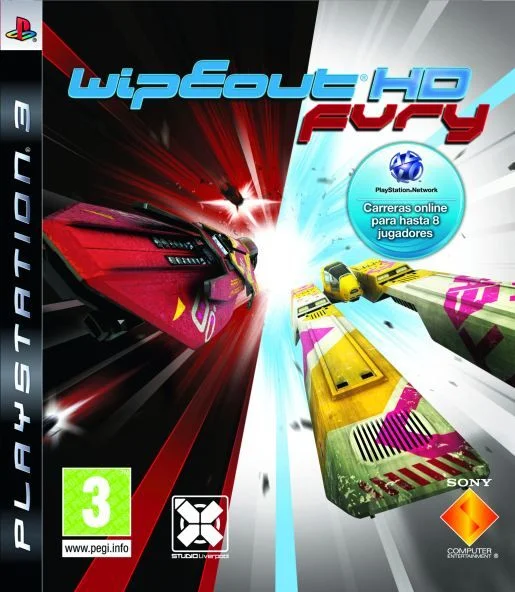 PLAYSTATION 3
wipEout® HD
fury
PlayStation®Network
Carreras online
para hasta 8
jugadores
3
www.pegi.info
STUDIO Liverpool
SONY
COMPUTER
ENTERTAINMENT®